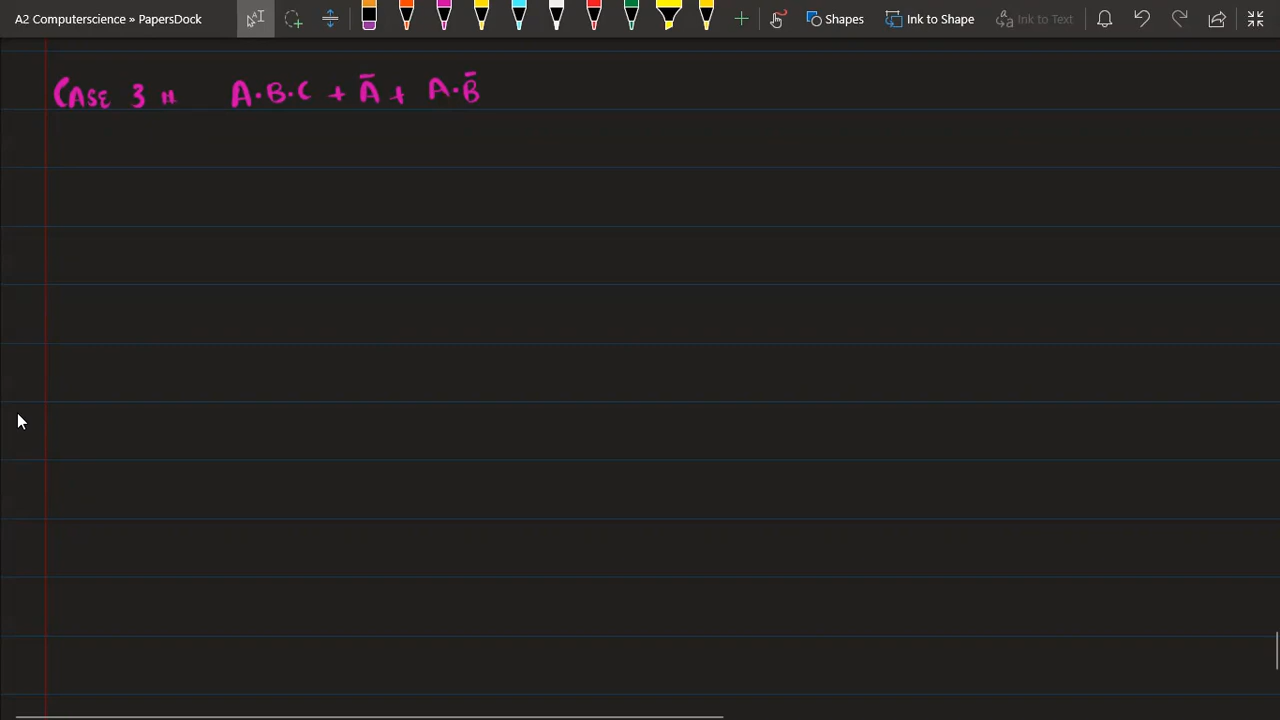 A2 Computerscience » PapersDock
Shapes
Ink to Shape
Ink to Text
CASE 3 :: A·B·C + A̅ + A·B̅